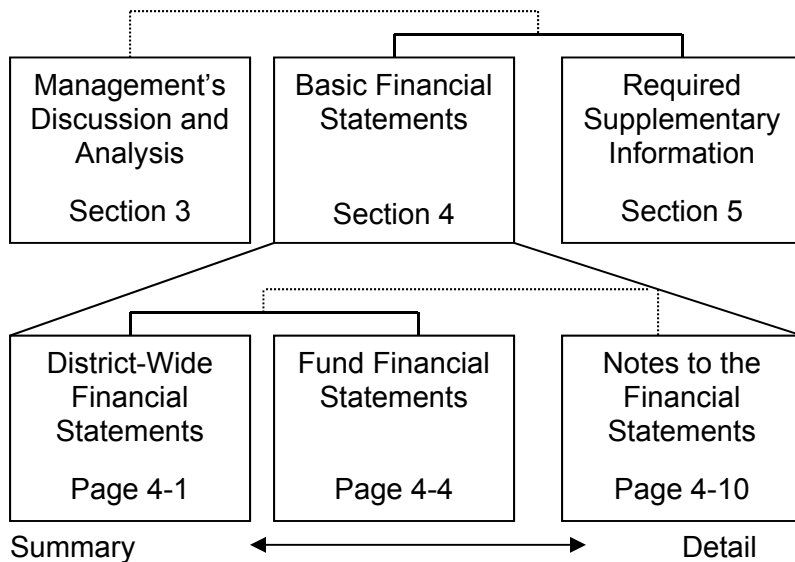 Management’s
Discussion and
Analysis
Section 3
Basic Financial
Statements
Section 4
Required
Supplementary
Information
Section 5
District-Wide
Financial
Statements
Page 4-1
Fund Financial
Statements
Page 4-4
Notes to the
Financial
Statements
Page 4-10
Summary
Detail